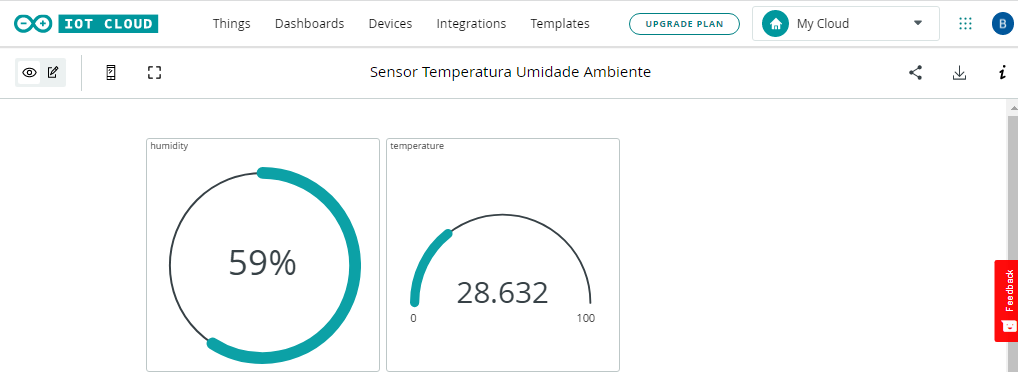 IOT CLOUD
Things
Dashboards
Devices
Integrations
Templates
UPGRADE PLAN
My Cloud
B
Sensor Temperatura Umidade Ambiente
i
humidity
59%
temperature
28.632
0
100
Feedback